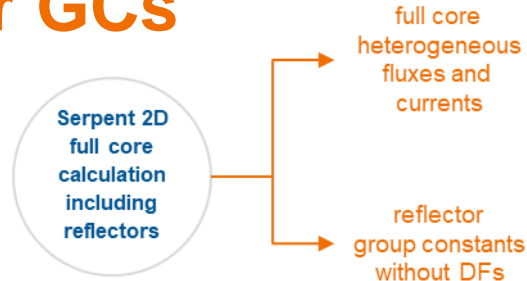 r GCs
Serpent 2D
full core
calculation
including
reflectors
full core
heterogeneous
fluxes and
currents
reflector
group constants
without DFs